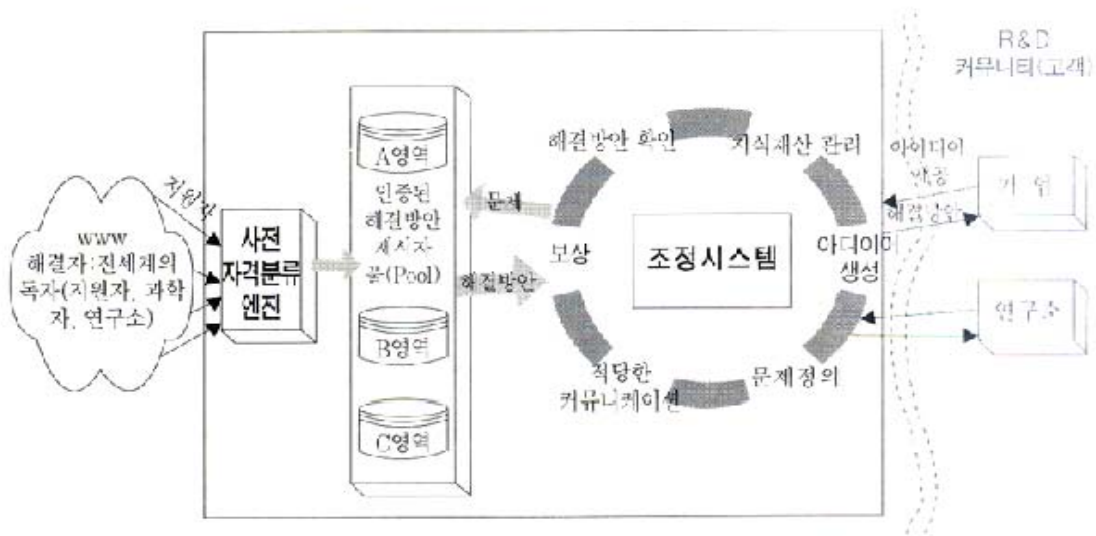 R&D
커뮤니티(고객)
해결방안 확인
지식재산 관리
A영역
인증된
해결방안
제시자
풀(Pool)
B영역
C영역
지원자
www
해결자:전세계의
독자(지원자, 과학
자, 연구소)
사전
자격분류
엔진
문제
해결방안
보상
조정시스템
아디이어
생성
적당한
커뮤니케이션
문제정의
해결방안
기 업
연구소